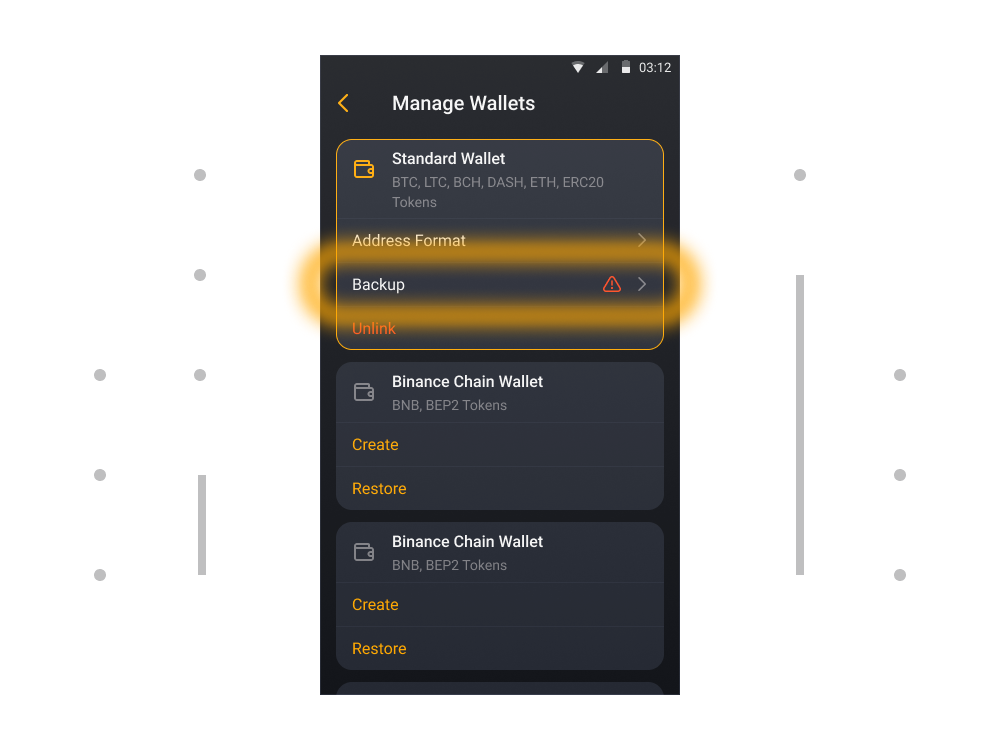 03:12
Manage Wallets
Standard Wallet
BTC, LTC, BCH, DASH, ETH, ERC20
Tokens
Address Format
Backup
Unlink
Binance Chain Wallet
BNB, BEP2 Tokens
Create
Restore
Binance Chain Wallet
BNB, BEP2 Tokens
Create
Restore